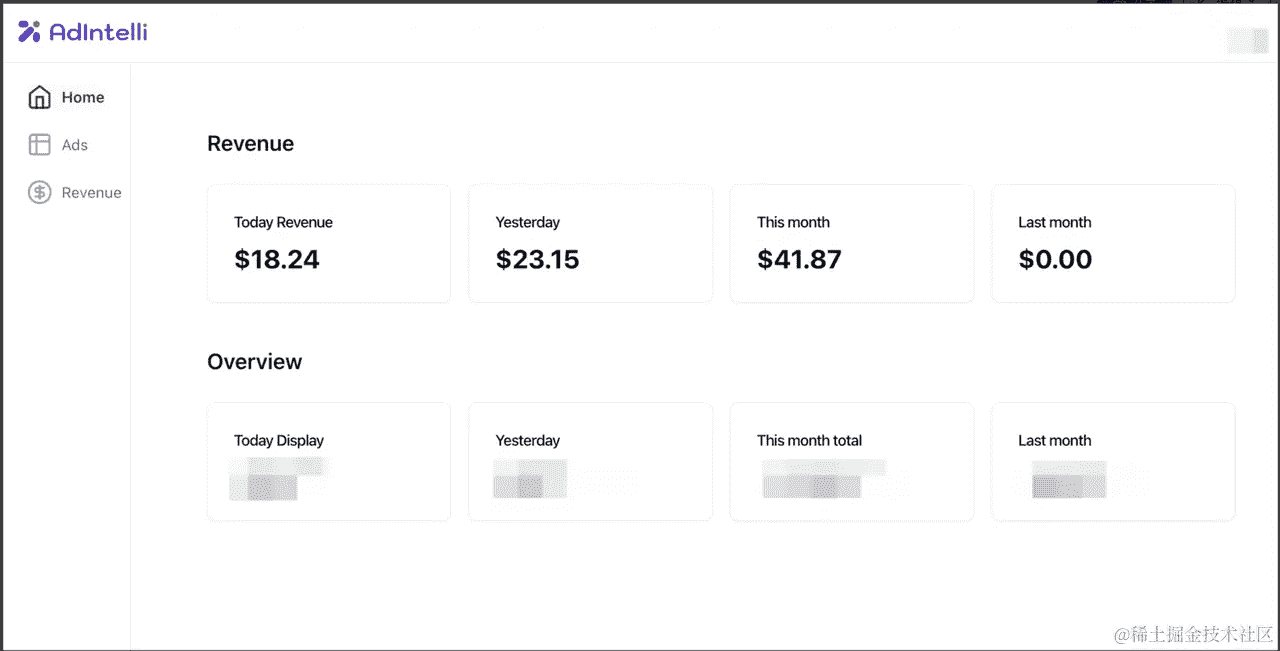 AdIntelli
Home
Ads
Revenue
Revenue
Today Revenue
$18.24
Yesterday
$23.15
This month
$41.87
Last month
$0.00
Overview
Today Display
Yesterday
This month total
Last month
@稀土掘金技术社区